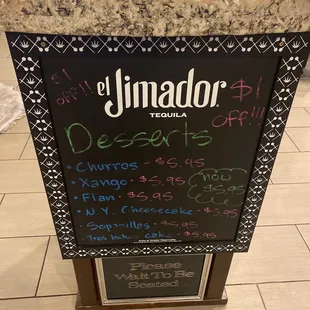 $1 off!!!
el Jimador
TEQUILA
$1 off!!!
Desserts
• Churros - $5.95
• Xango - $5.95
• Flan - $5.95
now $5.95
• N.Y. Cheesecake - $5.95
• Sopapillas - $5.95
Tres leches cake - $5.95
Please
Wait To Be
Seated